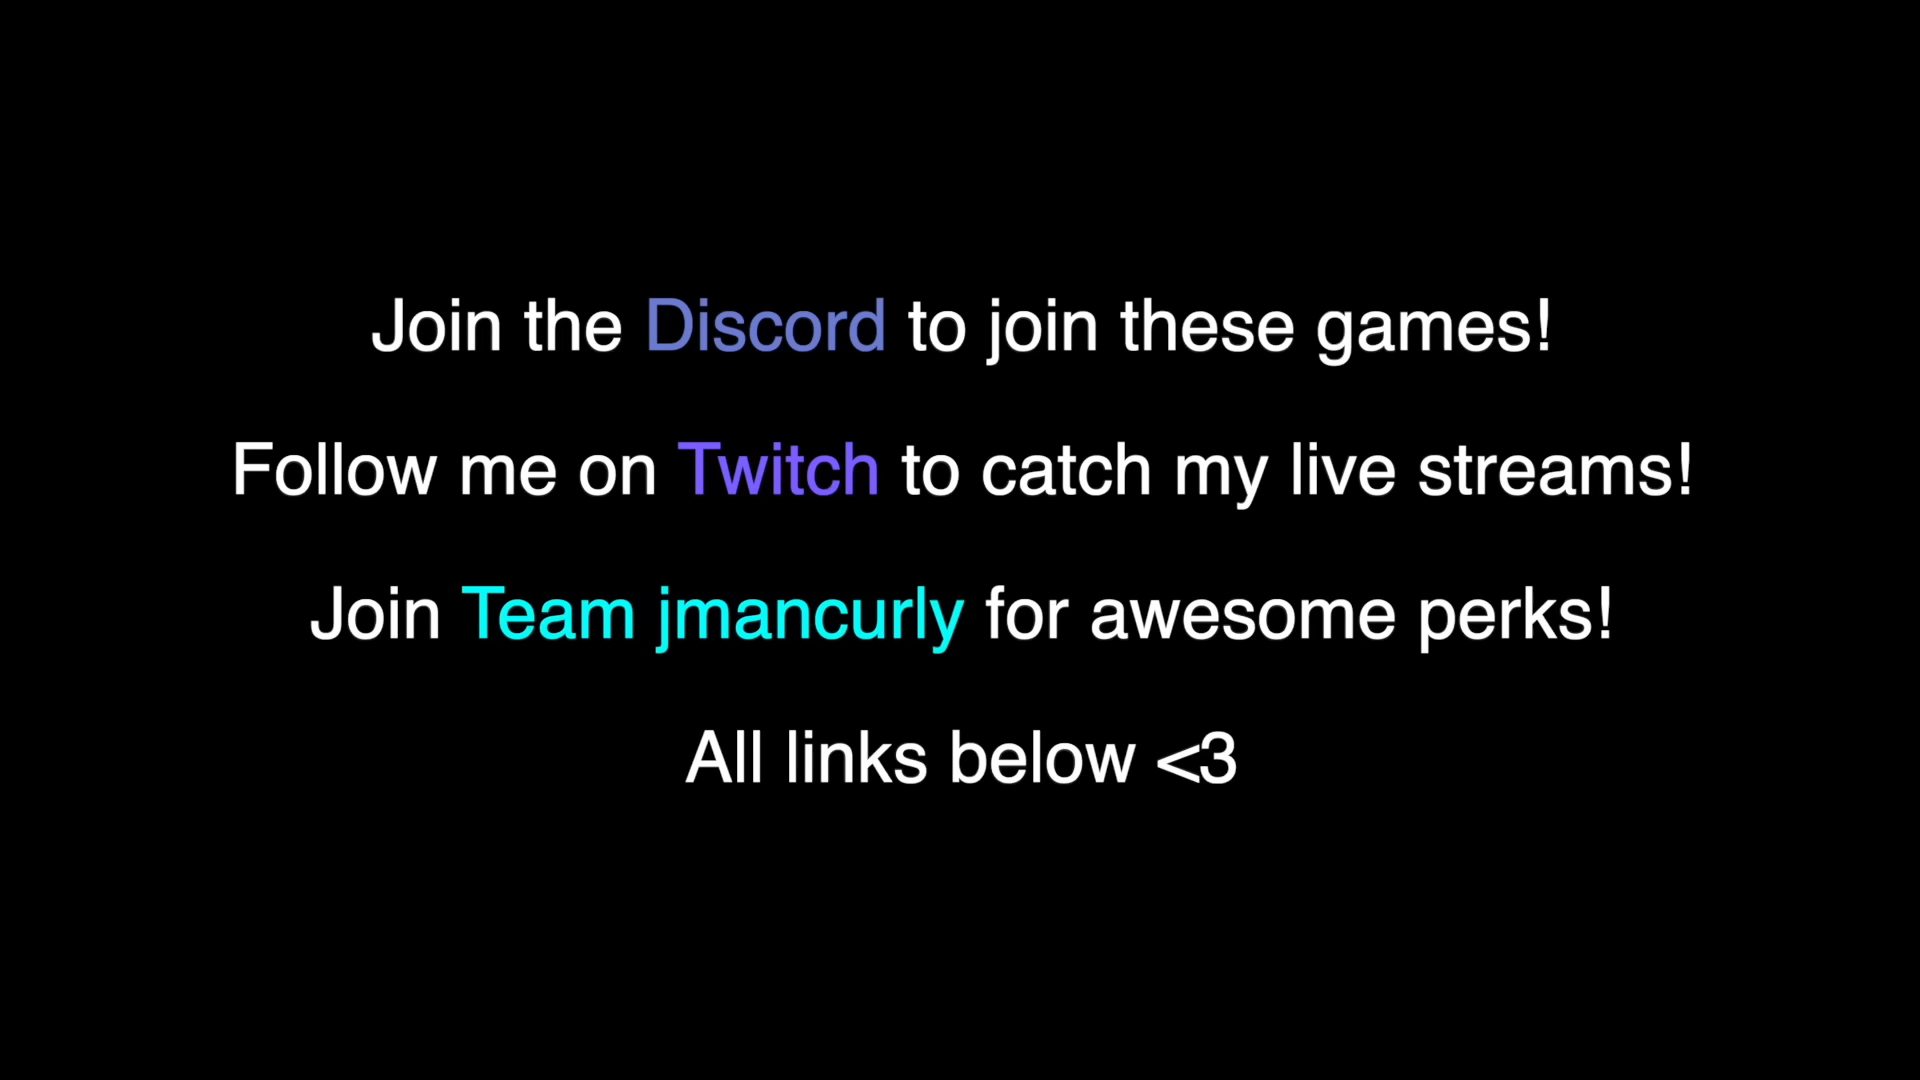 Join the Discord to join these games!
Follow me on Twitch to catch my live streams!
Join Team jmancurly for awesome perks!
All links below <3